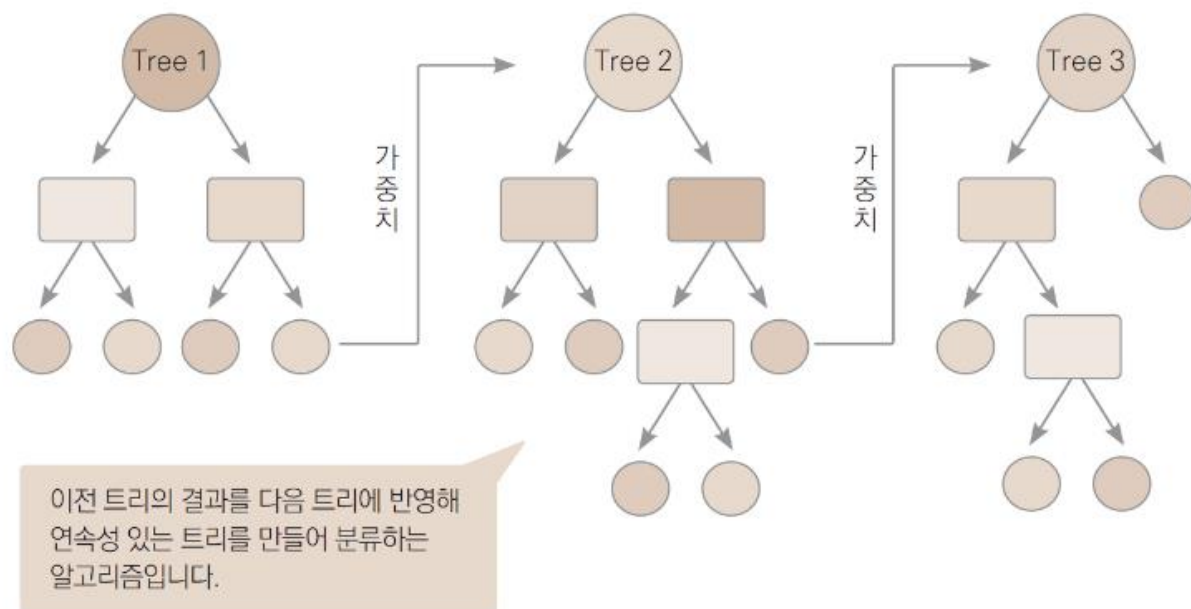 Tree 1
Tree 2
Tree 3
가중치
가중치
이전 트리의 결과를 다음 트리에 반영해
연속성 있는 트리를 만들어 분류하는
알고리즘입니다.